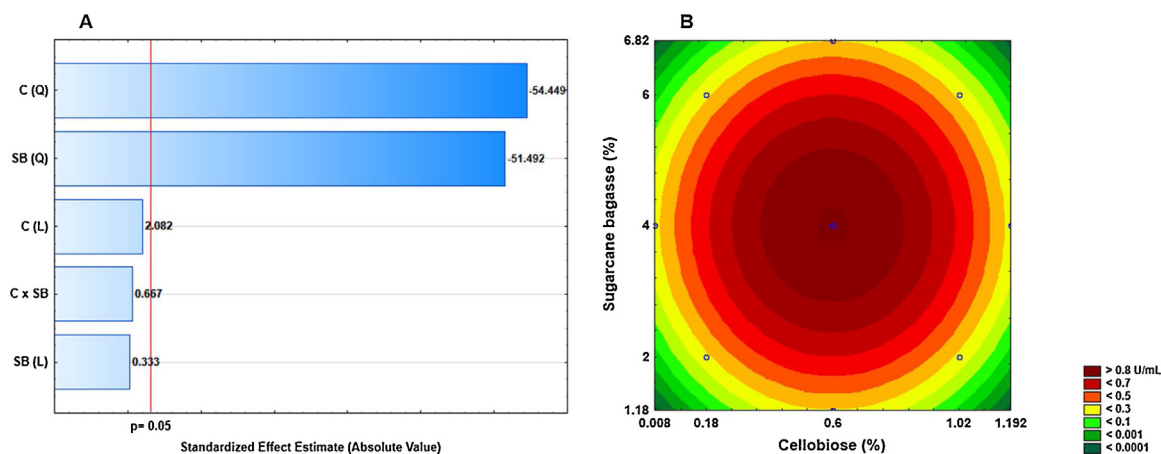 A
C (Q)
-54.449
SB (Q)
-51.492
C (L)
2.082
C x SB
0.667
SB (L)
0.333
p= 0.05
Standardized Effect Estimate (Absolute Value)
B
Sugarcane bagasse (%)
6.82
6
4
2
1.18
0.008 0.18 0.6 1.02 1.192
Cellobiose (%)
> 0.8 U/mL
< 0.7
< 0.5
< 0.3
< 0.1
< 0.001
< 0.0001